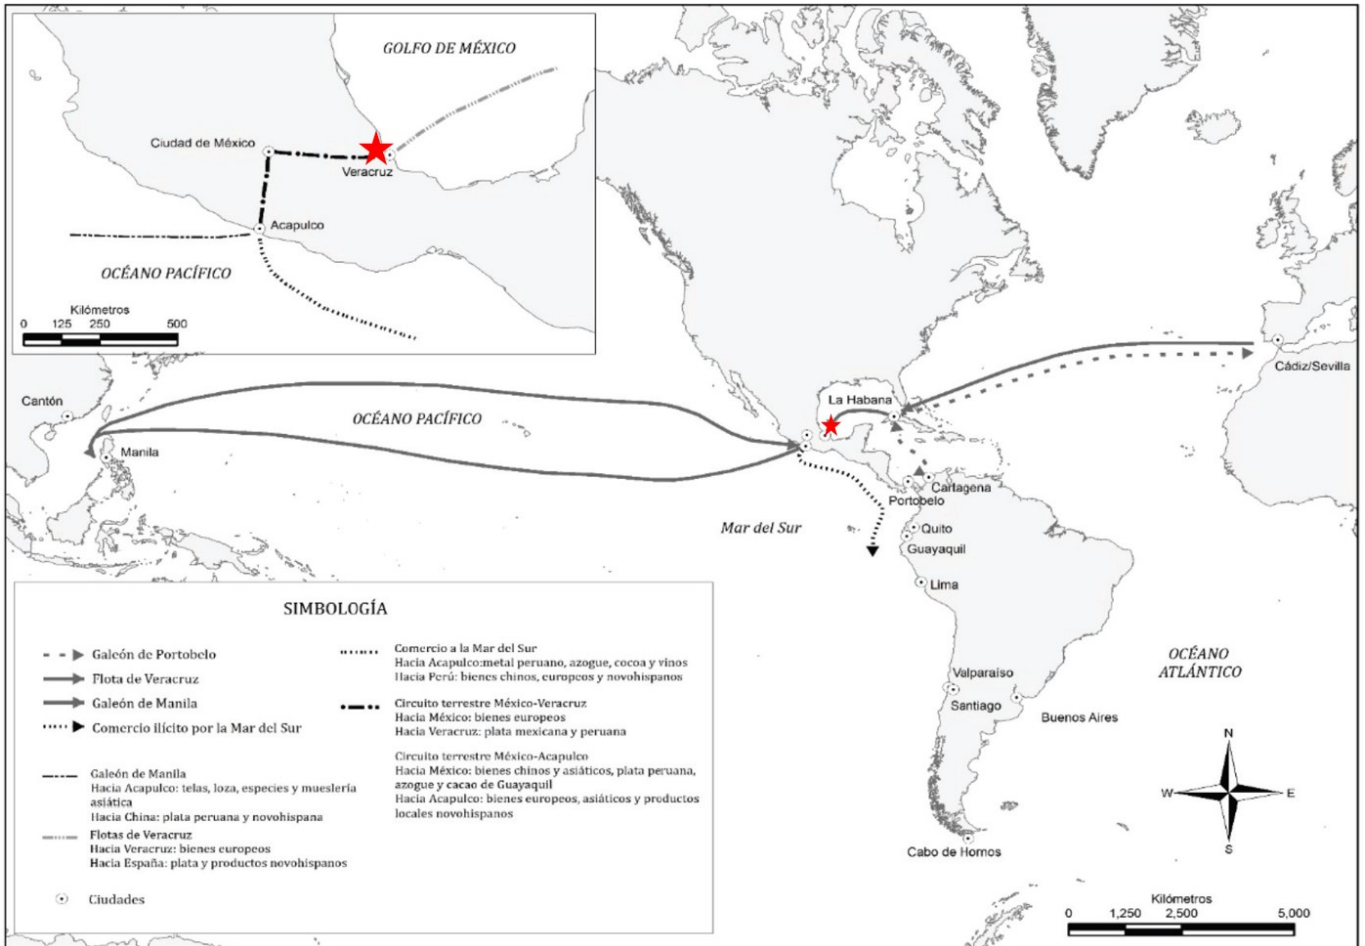 GOLFO DE MÉXICO
Ciudad de México
Veracruz
Acapulco
OCÉANO PACÍFICO
Kilómetros
0 125 250 500
Cantón
Manila
OCÉANO PACÍFICO
La Habana
Cádiz/Sevilla
Cartagena
Portobelo
Mar del Sur
Quito
Guayaquil
Lima
Valparaíso
Santiago
Buenos Aires
OCÉANO
ATLÁNTICO
Cabo de Hornos
N
W E
S
Kilómetros
0 1,250 2,500 5,000
SIMBOLOGÍA
Galeón de Portobelo
Flota de Veracruz
Galeón de Manila
Comercio ilícito por la Mar del Sur
Galeón de Manila
Hacia Acapulco: telas, loza, especies y mueslería
asiática
Hacia China: plata peruana y novohispana
Flotas de Veracruz
Hacia Veracruz: bienes europeos
Hacia España: plata y productos novohispanos
Ciudades
Comercio a la Mar del Sur
Hacia Acapulco:metal peruano, azogue, cocoa y vinos
Hacia Perú: bienes chinos, europeos y novohispanos
Circuito terrestre México-Veracruz
Hacia México: bienes europeos
Hacia Veracruz: plata mexicana y peruana
Circuito terrestre México-Acapulco
Hacia México: bienes chinos y asiáticos, plata peruana,
azogue y cacao de Guayaquil
Hacia Acapulco: bienes europeos, asiáticos y productos
locales novohispanos